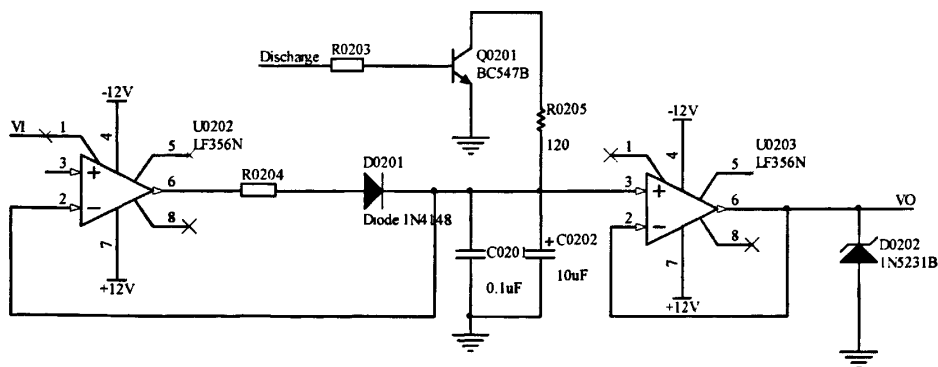 Discharge R0203
Q0201
BC547B
R0205
120
-12V
VI 1 4 5 U0202
LF356N
3 +
2 -
6 R0204
8
7
+12V
D0201
Diode 1N4148
C0201
0.1uF
+ C0202
10uF
-12V
1 4 5 U0203
LF356N
3 +
2 -
6 VO
8
7
+12V
D0202
1N5231B